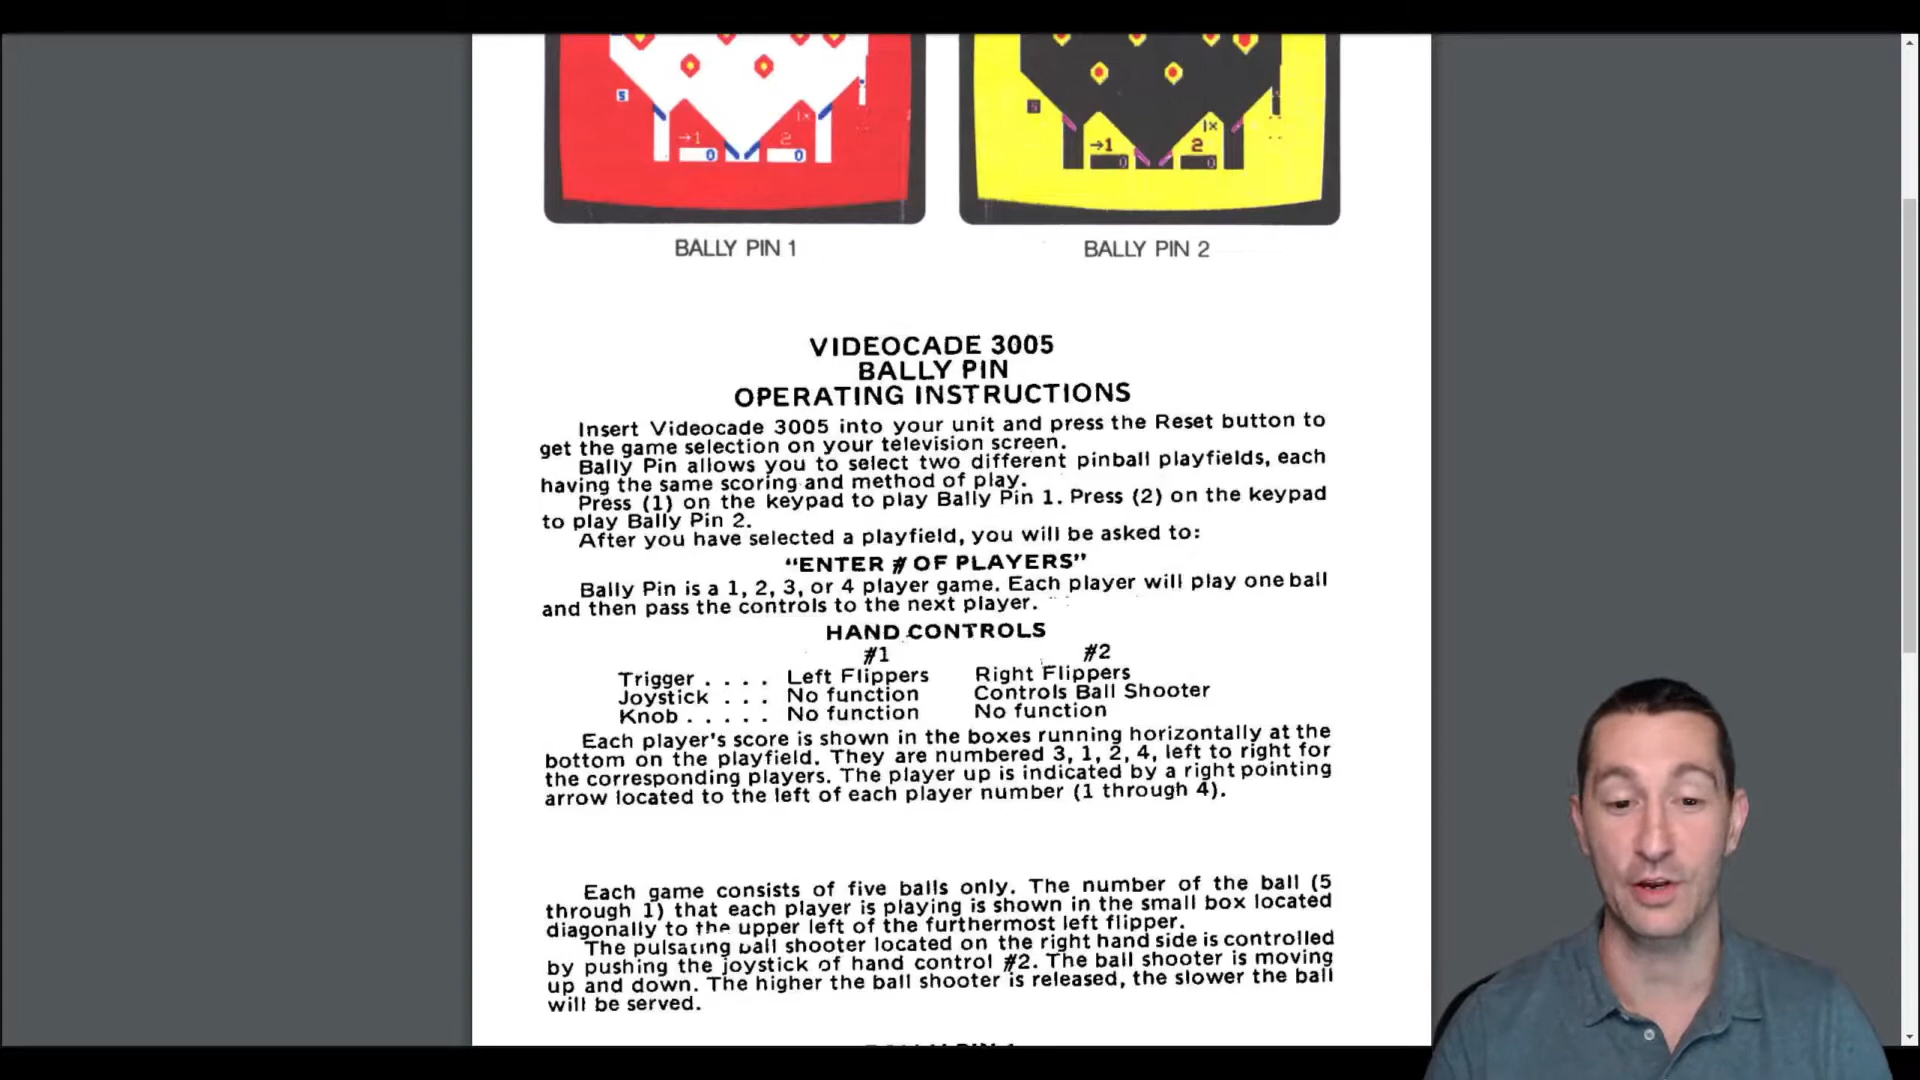 5
→1
1x
2
0
0
5
→1
1x
2
0
0
BALLY PIN 1
BALLY PIN 2
VIDEOCADE 3005
BALLY PIN
OPERATING INSTRUCTIONS
Insert Videocade 3005 into your unit and press the Reset button to
get the game selection on your television screen.
Bally Pin allows you to select two different pinball playfields, each
having the same scoring and method of play.
Press (1) on the keypad to play Bally Pin 1. Press (2) on the keypad
to play Bally Pin 2.
After you have selected a playfield, you will be asked to:
“ENTER # OF PLAYERS”
Bally Pin is a 1, 2, 3, or 4 player game. Each player will play one ball
and then pass the controls to the next player.
HAND CONTROLS
#1 #2
Trigger . . . . Left Flippers Right Flippers
Joystick . . . No function Controls Ball Shooter
Knob . . . . . No function No function
Each player's score is shown in the boxes running horizontally at the
bottom on the playfield. They are numbered 3, 1, 2, 4, left to right for
the corresponding players. The player up is indicated by a right pointing
arrow located to the left of each player number (1 through 4).
Each game consists of five balls only. The number of the ball (5
through 1) that each player is playing is shown in the small box located
diagonally to the upper left of the furthermost left flipper.
The pulsating ball shooter located on the right hand side is controlled
by pushing the joystick of hand control #2. The ball shooter is moving
up and down. The higher the ball shooter is released, the slower the ball
will be served.